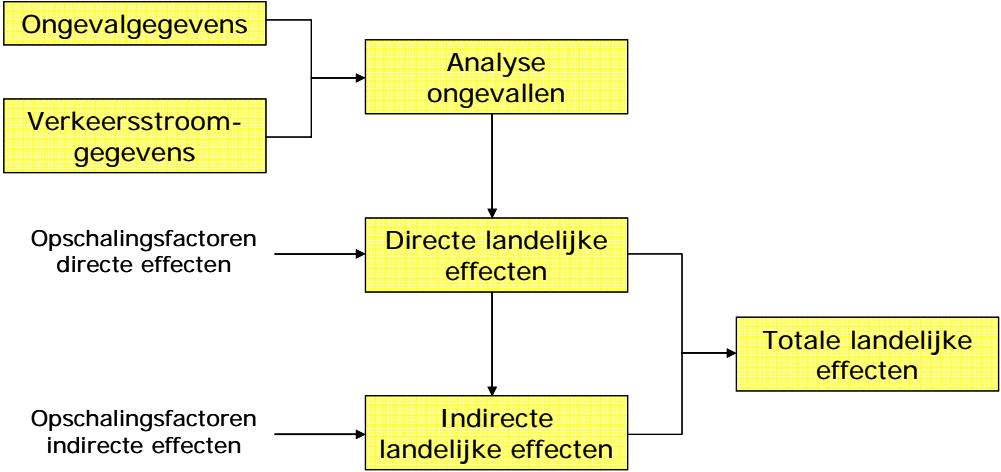 Ongevalgegevens
Verkeersstroom-
gegevens
Analyse
ongevallen
Opschalingsfactoren
directe effecten
Directe landelijke
effecten
Opschalingsfactoren
indirecte effecten
Indirecte
landelijke effecten
Totale landelijke
effecten